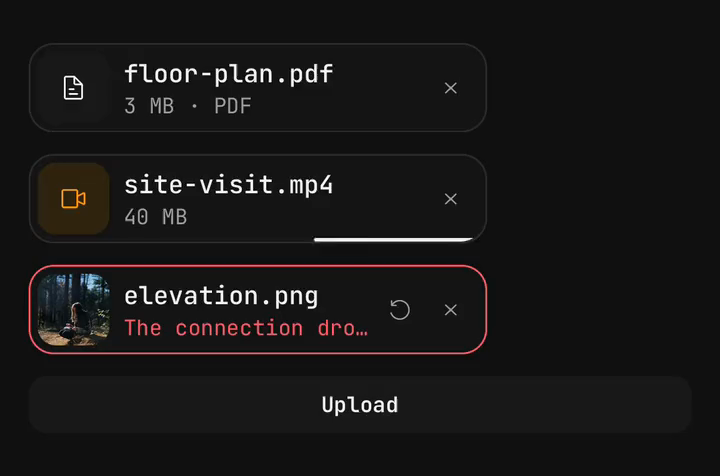 floor-plan.pdf
3 MB · PDF
site-visit.mp4
40 MB
elevation.png
The connection dro…
Upload